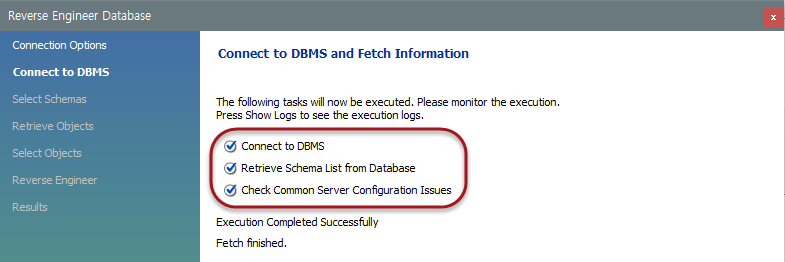 Reverse Engineer Database
x
Connection Options
Connect to DBMS
Select Schemas
Retrieve Objects
Select Objects
Reverse Engineer
Results
Connect to DBMS and Fetch Information
The following tasks will now be executed. Please monitor the execution.
Press Show Logs to see the execution logs.
Connect to DBMS
Retrieve Schema List from Database
Check Common Server Configuration Issues
Execution Completed Successfully
Fetch finished.